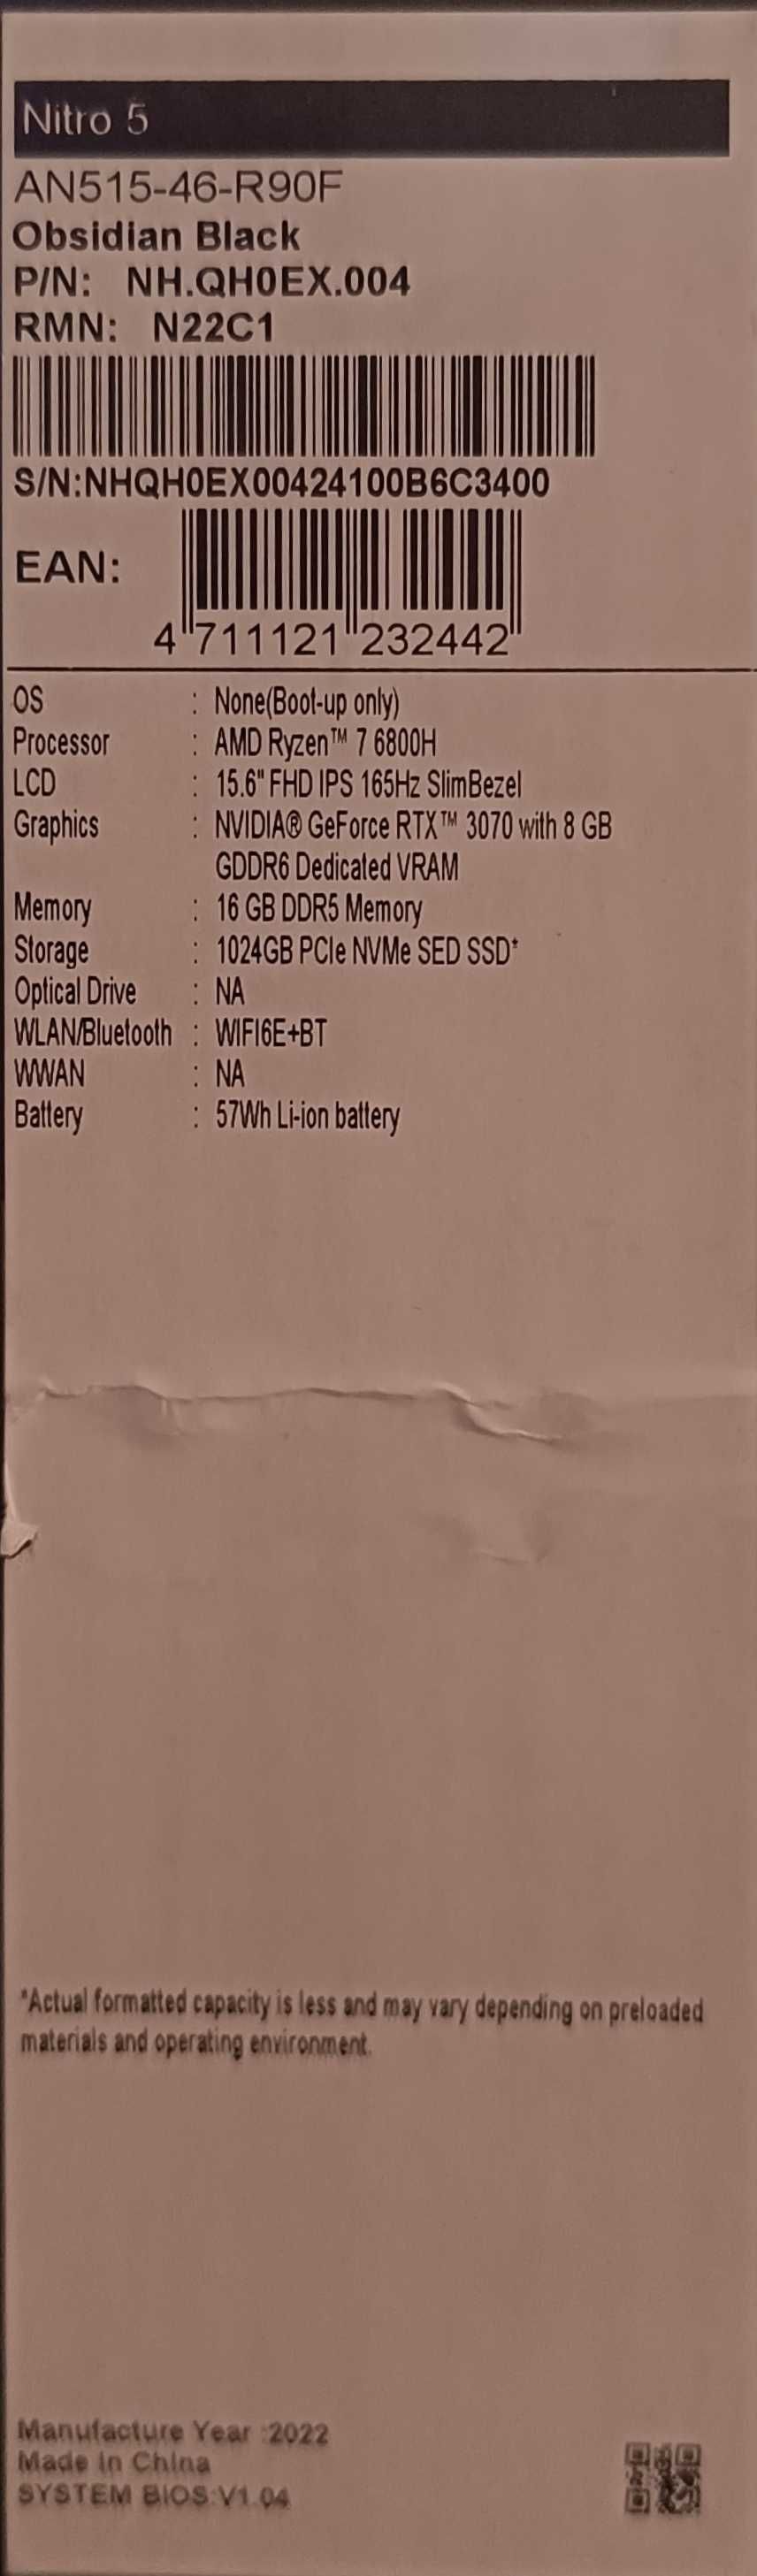 Nitro 5
AN515-46-R90F
Obsidian Black
P/N: NH.QH0EX.004
RMN: N22C1
S/N:NHQH0EX00424100B6C3400
EAN:
4 711121 232442
OS : None(Boot-up only)
Processor : AMD Ryzen™ 7 6800H
LCD : 15.6" FHD IPS 165Hz SlimBezel
Graphics : NVIDIA® GeForce RTX™ 3070 with 8 GB
GDDR6 Dedicated VRAM
Memory : 16 GB DDR5 Memory
Storage : 1024GB PCIe NVMe SED SSD*
Optical Drive : NA
WLAN/Bluetooth : WIFI6E+BT
WWAN : NA
Battery : 57Wh Li-ion battery
*Actual formatted capacity is less and may vary depending on preloaded
materials and operating environment.
Manufacture Year :2022
Made In China
SYSTEM BIOS:V1.04